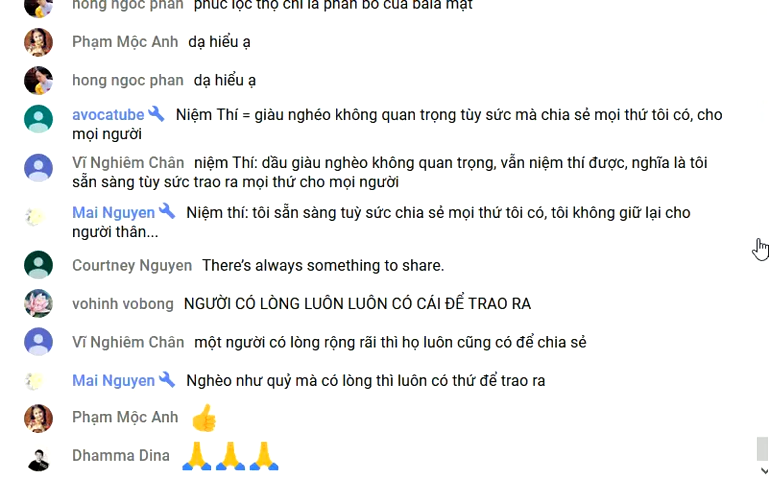 hong ngoc phan phúc lộc thọ chỉ là phân bố của bala mật
Phạm Mộc Anh dạ hiểu ạ
hong ngoc phan dạ hiểu ạ
avocatube Niệm Thí = giàu nghéo không quan trọng tùy sức mà chia sẻ mọi thứ tôi có, cho
mọi người
Vĩ Nghiêm Chân niệm Thí: dầu giàu nghèo không quan trọng, vẫn niệm thí được, nghĩa là tôi
sẵn sàng tùy sức trao ra mọi thứ cho mọi người
Mai Nguyen Niệm thí: tôi sẵn sàng tuỳ sức chia sẻ mọi thứ tôi có, tôi không giữ lại cho
người thân...
Courtney Nguyen There's always something to share.
vohinh vobong NGƯỜI CÓ LÒNG LUÔN LUÔN CÓ CÁI ĐỂ TRAO RA
Vĩ Nghiêm Chân một người có lòng rộng rãi thì họ luôn cũng có để chia sẻ
Mai Nguyen Nghèo như quỷ mà có lòng thì luôn có thứ để trao ra
Phạm Mộc Anh 👍
Dhamma Dina 🙏🙏🙏